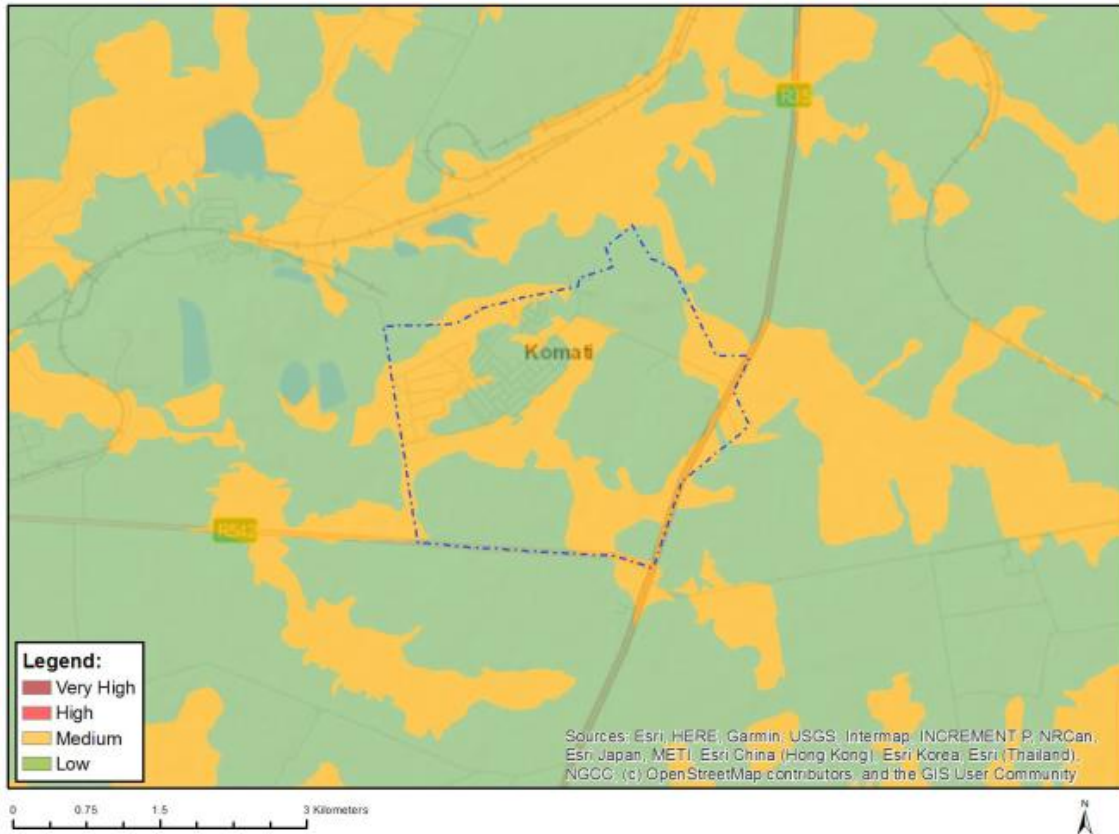 R35
Komati
R542
Legend:
Very High
High
Medium
Low
Sources: Esri, HERE, Garmin, USGS, Intermap, INCREMENT P, NRCan,
Esri Japan, METI, Esri China (Hong Kong), Esri Korea, Esri (Thailand),
NGCC, (c) OpenStreetMap contributors, and the GIS User Community
0 0.75 1.5 3 Kilometers
N